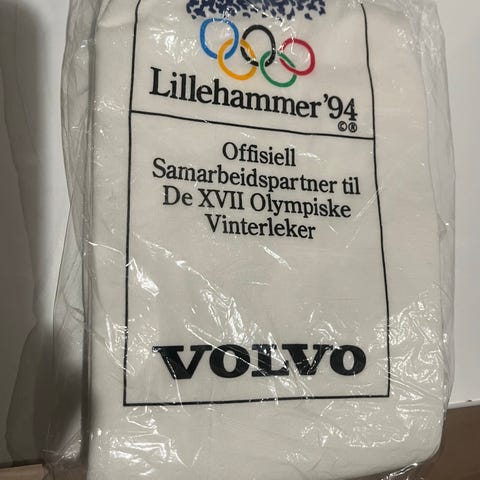 Lillehammer '94
©®
Offisiell
Samarbeidspartner til
De XVII Olympiske
Vinterleker
VOLVO